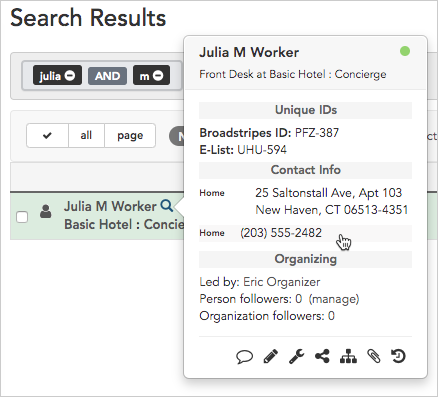 Search Results
julia AND m
all page
Julia M Worker
Basic Hotel : Concie
Julia M Worker
Front Desk at Basic Hotel : Concierge
Unique IDs
Broadstripes ID: PFZ-387
E-List: UHU-594
Contact Info
Home 25 Saltonstall Ave, Apt 103
New Haven, CT 06513-4351
Home (203) 555-2482
Organizing
Led by: Eric Organizer
Person followers: 0 (manage)
Organization followers: 0